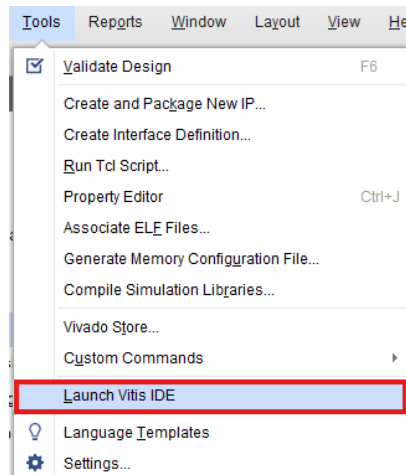 Tools Reports Window Layout View He
Validate Design F6
Create and Package New IP...
Create Interface Definition...
Run Tcl Script...
Property Editor Ctrl+J
Associate ELF Files...
Generate Memory Configuration File...
Compile Simulation Libraries...
Vivado Store...
Custom Commands
Launch Vitis IDE
Language Templates
Settings...